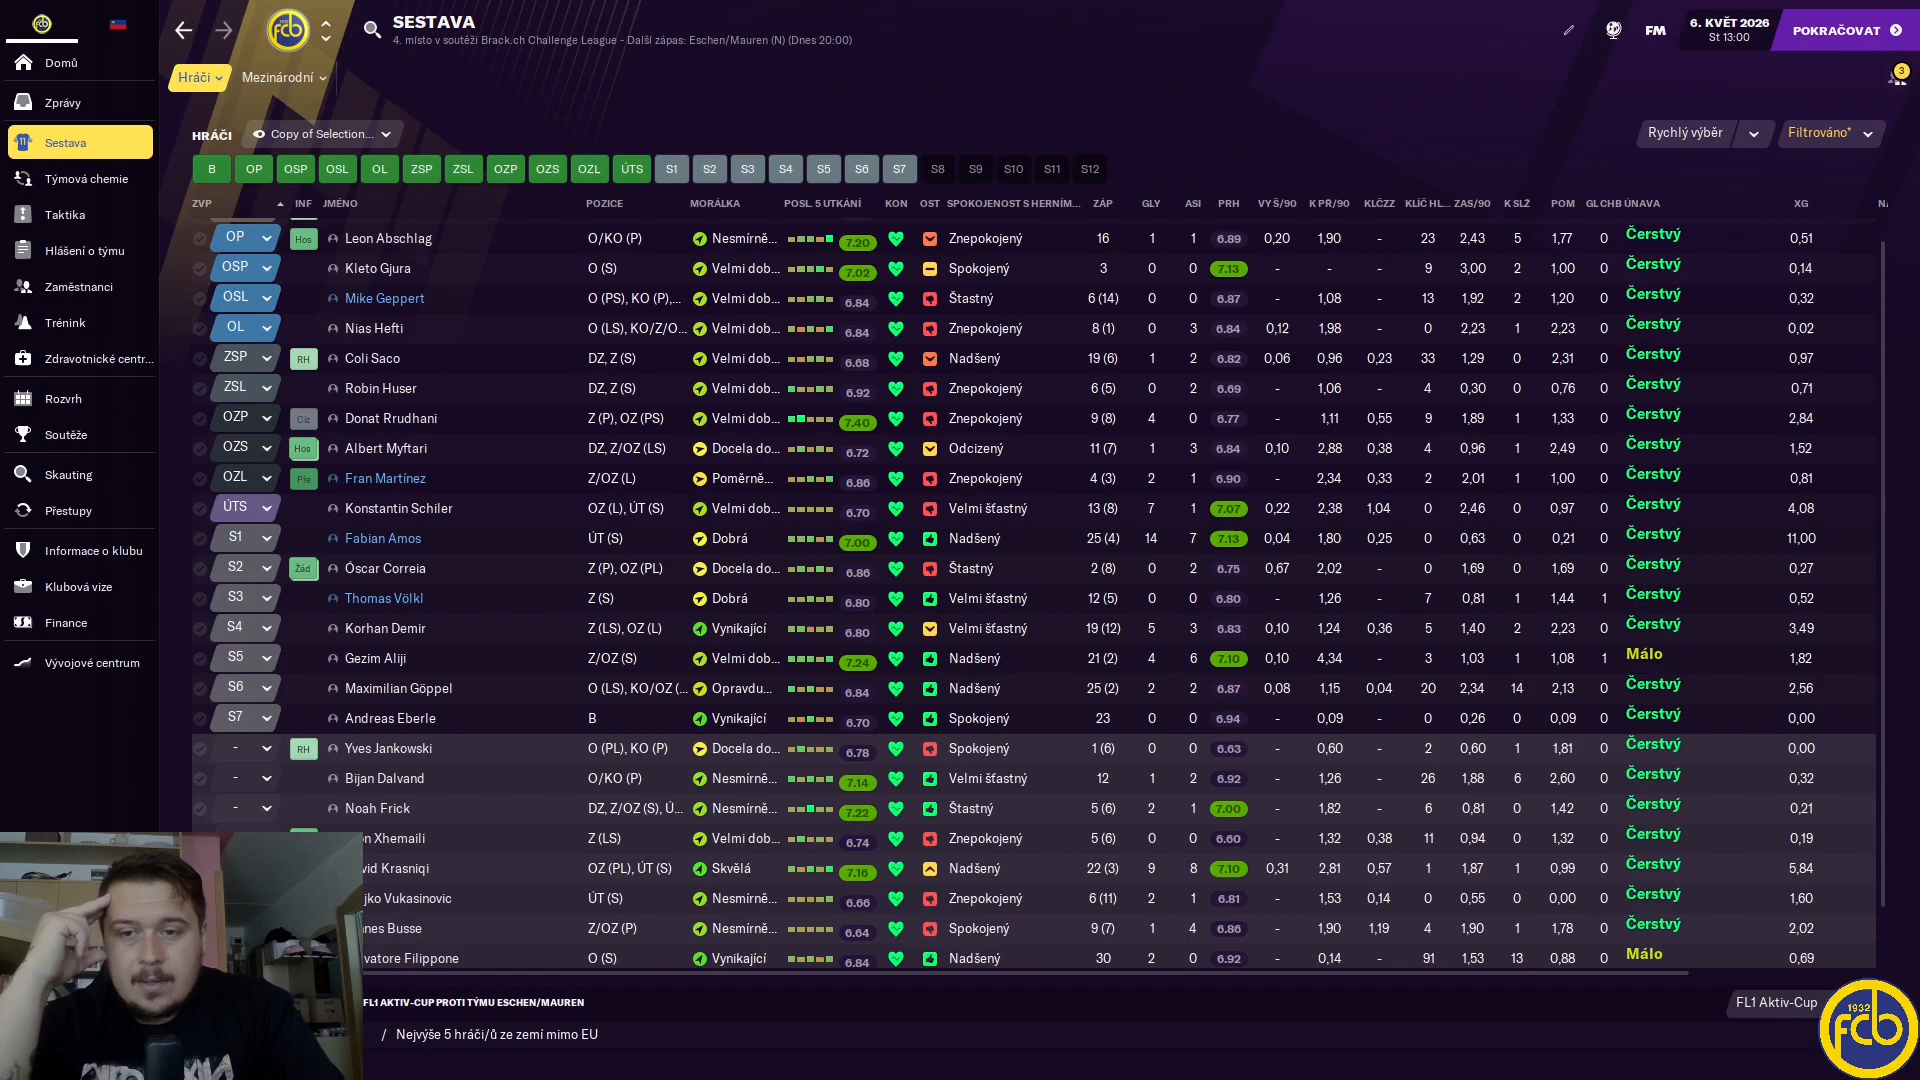 SESTAVA
4. místo v soutěži Brack.ch Challenge League - Další zápas: Eschen/Mauren (N) (Dnes 20:00)
FM
6. KVĚT 2026
St 13:00
POKRAČOVAT
3
Hráči
Mezinárodní
Domů
Zprávy
Sestava
Týmová chemie
Taktika
Hlášení o týmu
Zaměstnanci
Trénink
Zdravotnické centr...
Rozvrh
Soutěže
Skauting
Přestupy
Informace o klubu
Klubová vize
Finance
Vývojové centrum
HRÁČI Copy of Selection... Rychlý výběr Filtrováno*
B OP OSP OSL OL ZSP ZSL OZP OZS OZL ÚTS S1 S2 S3 S4 S5 S6 S7 S8 S9 S10 S11 S12
ZVP INF JMÉNO POZICE MORÁLKA POSL. 5 UTKÁNÍ KON OST SPOKOJENOST S HERNÍM... ZÁP GLY ASI PRH VY Š/90 K PŘ/90 KLČZZ KLÍČ HL... ZAS/90 K SLŽ POM GL CHB ÚNAVA XG
OP Hos Leon Abschlag O/KO (P) Nesmírně... 7.20 Znepokojený 16 1 1 6.89 0,20 1,90 - 23 2,43 5 1,77 0 Čerstvý 0,51
OSP Kleto Gjura O (S) Velmi dob... 7.02 Spokojený 3 0 0 7.13 - - - 9 3,00 2 1,00 0 Čerstvý 0,14
OSL Mike Geppert O (PS), KO (P),... Velmi dob... 6.84 Štastný 6 (14) 0 0 6.87 - 1,08 - 13 1,92 2 1,20 0 Čerstvý 0,32
OL Nias Hefti O (LS), KO/Z/O... Velmi dob... 6.84 Znepokojený 8 (1) 0 3 6.84 0,12 1,98 - 0 2,23 1 2,23 0 Čerstvý 0,02
ZSP RH Coli Saco DZ, Z (S) Velmi dob... 6.68 Nadšený 19 (6) 1 2 6.82 0,06 0,96 0,23 33 1,29 0 2,31 0 Čerstvý 0,97
ZSL Robin Huser DZ, Z (S) Velmi dob... 6.92 Znepokojený 6 (5) 0 2 6.69 - 1,06 - 4 0,30 0 0,76 0 Čerstvý 0,71
OZP Ciz Donat Rrudhani Z (P), OZ (PS) Velmi dob... 7.40 Znepokojený 9 (8) 4 0 6.77 - 1,11 0,55 9 1,89 1 1,33 0 Čerstvý 2,84
OZS Hos Albert Myftari DZ, Z/OZ (LS) Docela do... 6.72 Odcizený 11 (7) 1 3 6.84 0,10 2,88 0,38 4 0,96 1 2,49 0 Čerstvý 1,52
OZL Pře Fran Martínez Z/OZ (L) Poměrně... 6.86 Znepokojený 4 (3) 2 1 6.90 - 2,34 0,33 2 2,01 1 1,00 0 Čerstvý 0,81
ÚTS Konstantin Schiler OZ (L), ÚT (S) Velmi dob... 6.70 Velmi šťastný 13 (8) 7 1 7.07 0,22 2,38 1,04 0 2,46 0 0,97 0 Čerstvý 4,08
S1 Fabian Amos ÚT (S) Dobrá 7.00 Nadšený 25 (4) 14 7 7.13 0,04 1,80 0,25 0 0,63 0 0,21 0 Čerstvý 11,00
S2 Žád Óscar Correia Z (P), OZ (PL) Docela do... 6.86 Štastný 2 (8) 0 1 6.75 0,67 2,02 - 0 1,69 0 1,69 0 Čerstvý 0,27
S3 Thomas Völkl Z (S) Dobrá 6.80 Velmi šťastný 12 (5) 0 0 6.80 - 1,26 - 7 0,81 1 1,44 1 Čerstvý 0,52
S4 Korhan Demir Z (LS), OZ (L) Vynikající 6.80 Velmi šťastný 19 (12) 5 3 6.83 0,10 1,24 0,36 5 1,40 2 2,23 0 Čerstvý 3,49
S5 Gezim Aliji Z/OZ (S) Velmi dob... 7.24 Nadšený 21 (2) 4 6 7.10 0,10 4,34 - 3 1,03 1 1,08 1 Málo 1,82
S6 Maximilian Göppel O (LS), KO/OZ (... Opravdu... 6.84 Nadšený 25 (2) 2 2 6.87 0,08 1,15 0,04 20 2,34 14 2,13 0 Čerstvý 2,56
S7 Andreas Eberle B Vynikající 6.70 Spokojený 23 0 0 6.94 - 0,09 - 0 0,26 0 0,09 0 Čerstvý 0,00
- RH Yves Jankowski O (PL), KO (P) Docela do... 6.78 Spokojený 1 (6) 0 0 6.63 - 0,60 - 2 0,60 1 1,81 0 Čerstvý 0,00
- Bijan Dalvand O/KO (P) Nesmírně... 7.14 Velmi šťastný 12 1 2 6.92 - 1,26 - 26 1,88 6 2,60 0 Čerstvý 0,32
- Noah Frick DZ, Z/OZ (S), Ú... Nesmírně... 7.22 Štastný 5 (6) 2 1 7.00 - 1,82 - 6 0,81 0 1,42 0 Čerstvý 0,21
on Xhemaili Z (LS) Velmi dob... 6.74 Znepokojený 5 (6) 0 0 6.60 - 1,32 0,38 11 0,94 0 1,32 0 Čerstvý 0,19
vid Krasniqi OZ (PL), ÚT (S) Skvělá 7.16 Nadšený 22 (3) 9 8 7.10 0,31 2,81 0,57 1 1,87 1 0,99 0 Čerstvý 5,84
jko Vukasinovic ÚT (S) Nesmírně... 6.66 Znepokojený 6 (11) 2 1 6.81 - 1,53 0,14 0 0,55 0 0,00 0 Čerstvý 1,60
nnes Busse Z/OZ (P) Nesmírně... 6.64 Spokojený 9 (7) 1 4 6.86 - 1,90 1,19 4 1,90 1 1,78 0 Čerstvý 2,02
vatore Filippone O (S) Vynikající 6.84 Nadšený 30 2 0 6.92 - 0,14 - 91 1,53 13 0,88 0 Málo 0,69
FL1 AKTIV-CUP PROTI TÝMU ESCHEN/MAUREN
FL1 Aktiv-Cup
/ Nejvýše 5 hráči/ů ze zemí mimo EU
1932
fcb